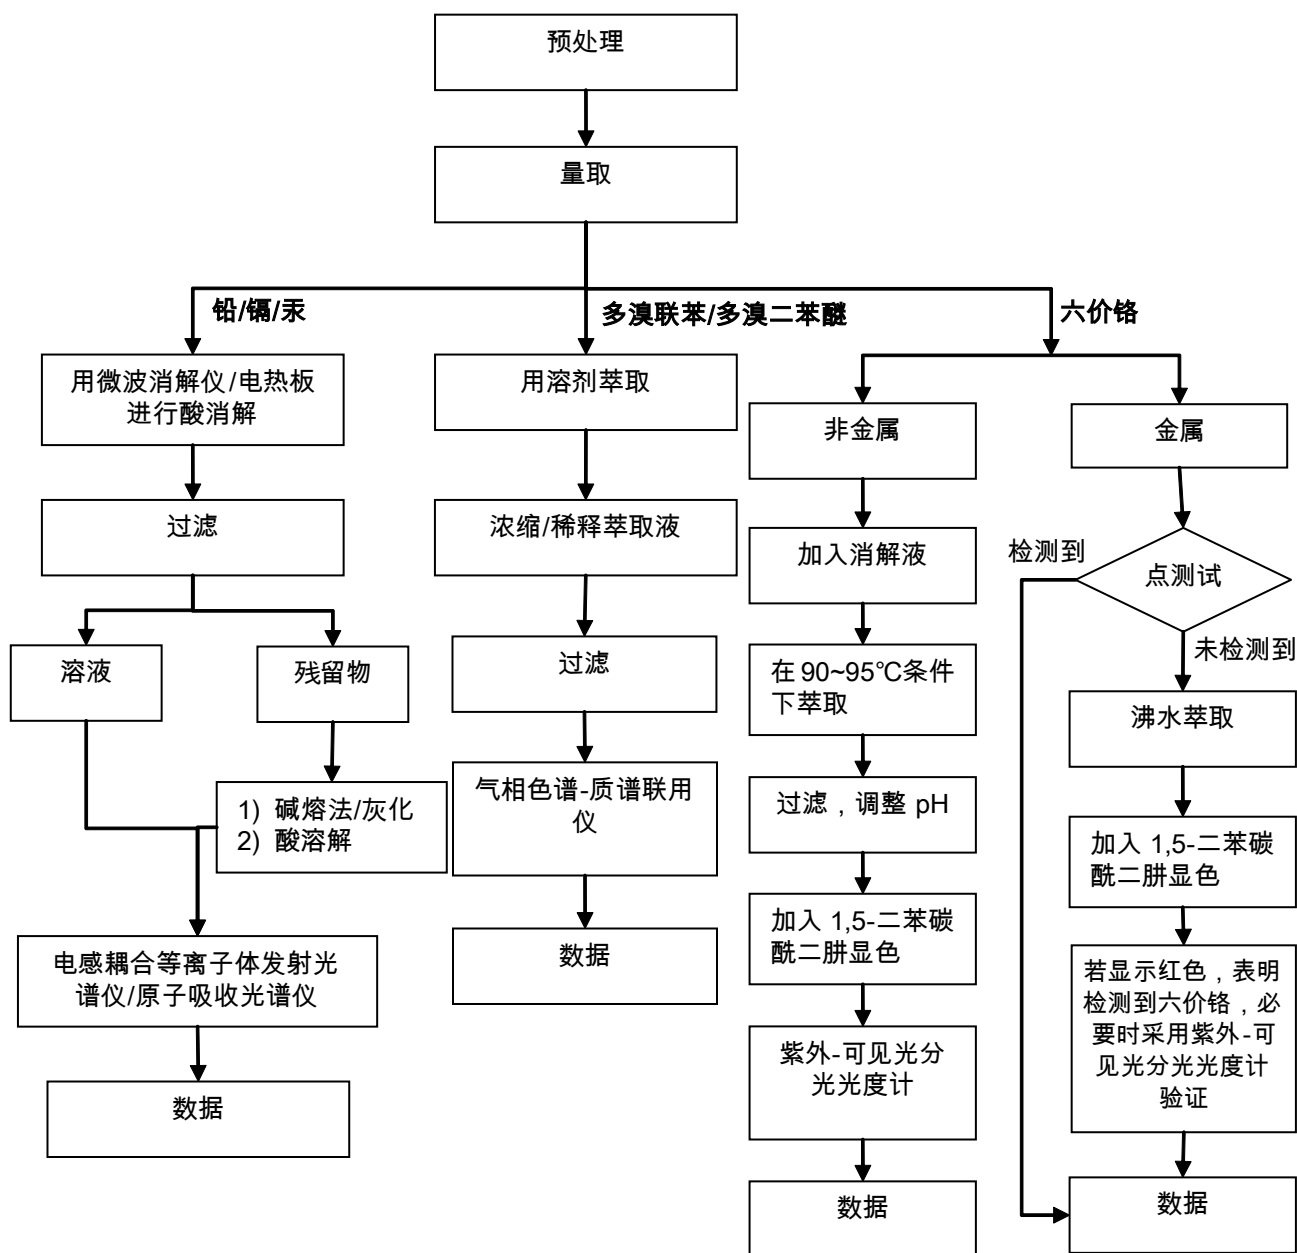 预处理
量取
铅/镉/汞
多溴联苯/多溴二苯醚
六价铬
用微波消解仪/电热板
进行酸消解
过滤
溶液
残留物
1) 碱熔法/灰化
2) 酸溶解
电感耦合等离子体发射光
谱仪/原子吸收光谱仪
数据
用溶剂萃取
浓缩/稀释萃取液
过滤
气相色谱-质谱联用
仪
数据
非金属
加入消解液
在 90~95℃条件
下萃取
过滤，调整 pH
加入 1,5-二苯碳
酰二肼显色
紫外-可见光分
光光度计
数据
金属
点测试
检测到
未检测到
沸水萃取
加入 1,5-二苯碳
酰二肼显色
若显示红色，表明
检测到六价铬，必
要时采用紫外-可
见光分光光度计
验证
数据